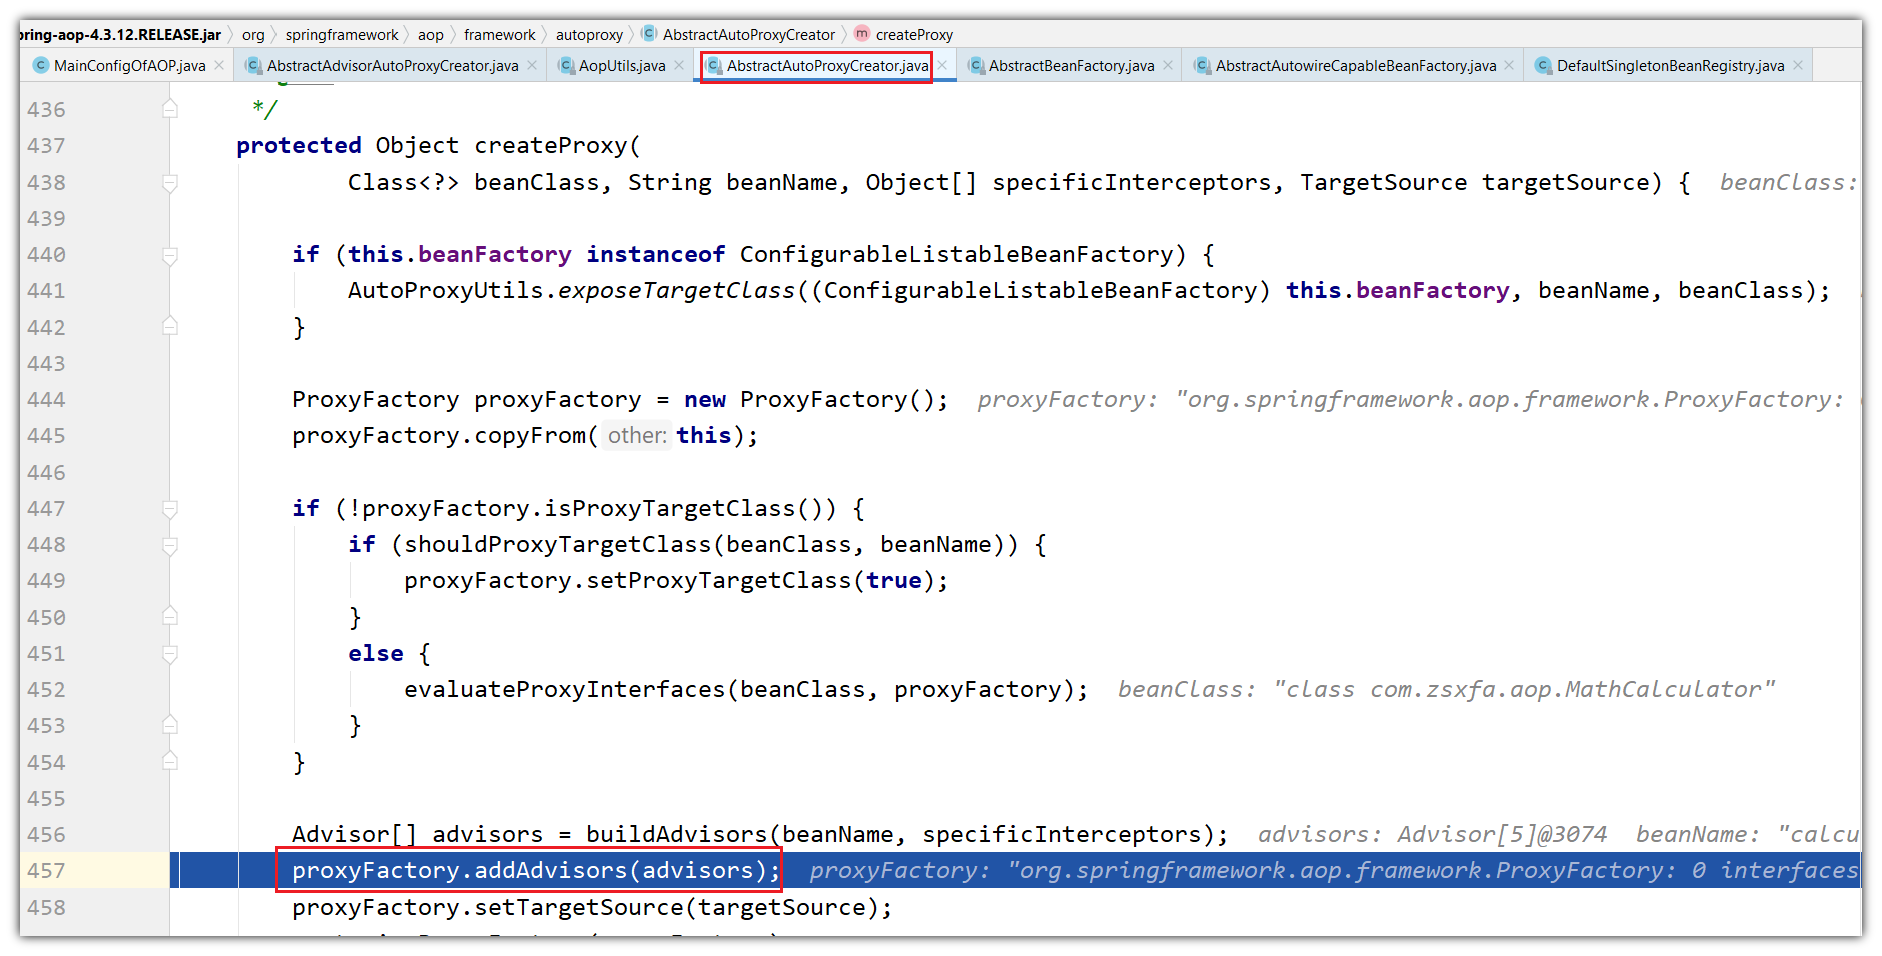 pring-aop-4.3.12.RELEASE.jar org springframework aop framework autoproxy AbstractAutoProxyCreator createProxy
MainConfigOfAOP.java AbstractAdvisorAutoProxyCreator.java AopUtils.java AbstractAutoProxyCreator.java AbstractBeanFactory.java AbstractAutowireCapableBeanFactory.java DefaultSingletonBeanRegistry.java
436 */
437 protected Object createProxy(
438 Class<?> beanClass, String beanName, Object[] specificInterceptors, TargetSource targetSource) { beanClass:
439
440 if (this.beanFactory instanceof ConfigurableListableBeanFactory) {
441 AutoProxyUtils.exposeTargetClass((ConfigurableListableBeanFactory) this.beanFactory, beanName, beanClass);
442 }
443
444 ProxyFactory proxyFactory = new ProxyFactory(); proxyFactory: "org.springframework.aop.framework.ProxyFactory:
445 proxyFactory.copyFrom( other: this);
446
447 if (!proxyFactory.isProxyTargetClass()) {
448 if (shouldProxyTargetClass(beanClass, beanName)) {
449 proxyFactory.setProxyTargetClass(true);
450 }
451 else {
452 evaluateProxyInterfaces(beanClass, proxyFactory); beanClass: "class com.zsxfa.aop.MathCalculator"
453 }
454 }
455
456 Advisor[] advisors = buildAdvisors(beanName, specificInterceptors); advisors: Advisor[5]@3074 beanName: "calcu
457 proxyFactory.addAdvisors(advisors); proxyFactory: "org.springframework.aop.framework.ProxyFactory: 0 interfaces
458 proxyFactory.setTargetSource(targetSource);